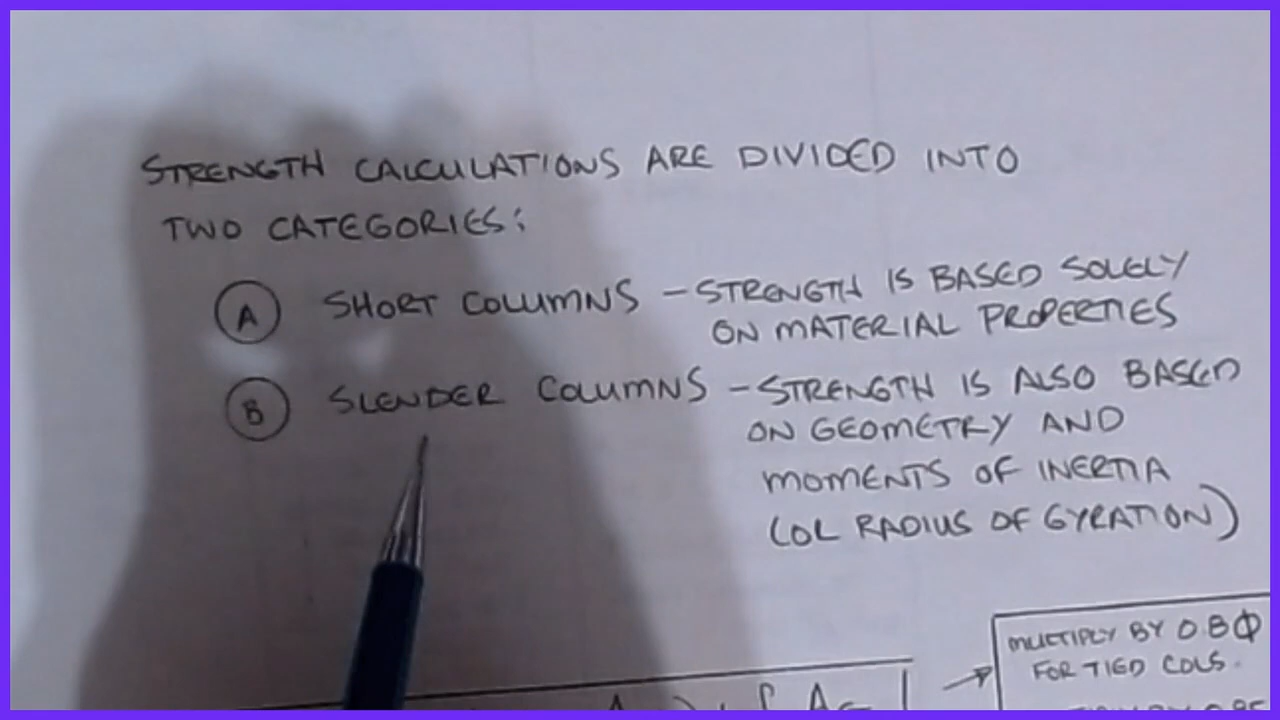 STRENGTH CALCULATIONS ARE DIVIDED INTO
TWO CATEGORIES:
A SHORT COLUMNS - STRENGTH IS BASED SOLELY
ON MATERIAL PROPERTIES
B SLENDER COLUMNS - STRENGTH IS ALSO BASED
ON GEOMETRY AND
MOMENTS OF INERTIA
(OR RADIUS OF GYRATION)
MULTIPLY BY 0.8Φ
FOR TIED COLS.